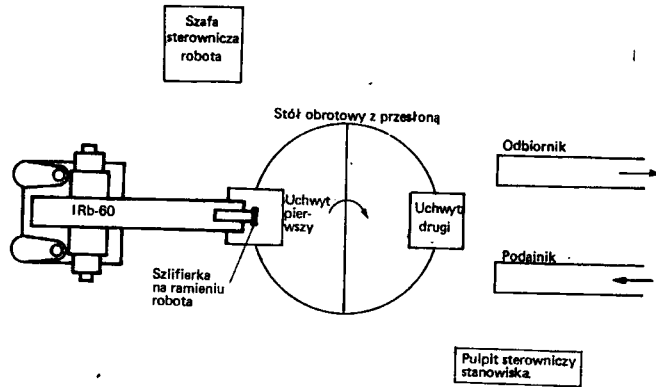 Szafa
sterownicza
robota
Stół obrotowy z przesłoną
Odbiornik
IRb-60
Uchwyt
pier-
wszy
Uchwyt
drugi
Szlifierka
na ramieniu
robota
Podajnik
Pulpit sterowniczy
stanowiska